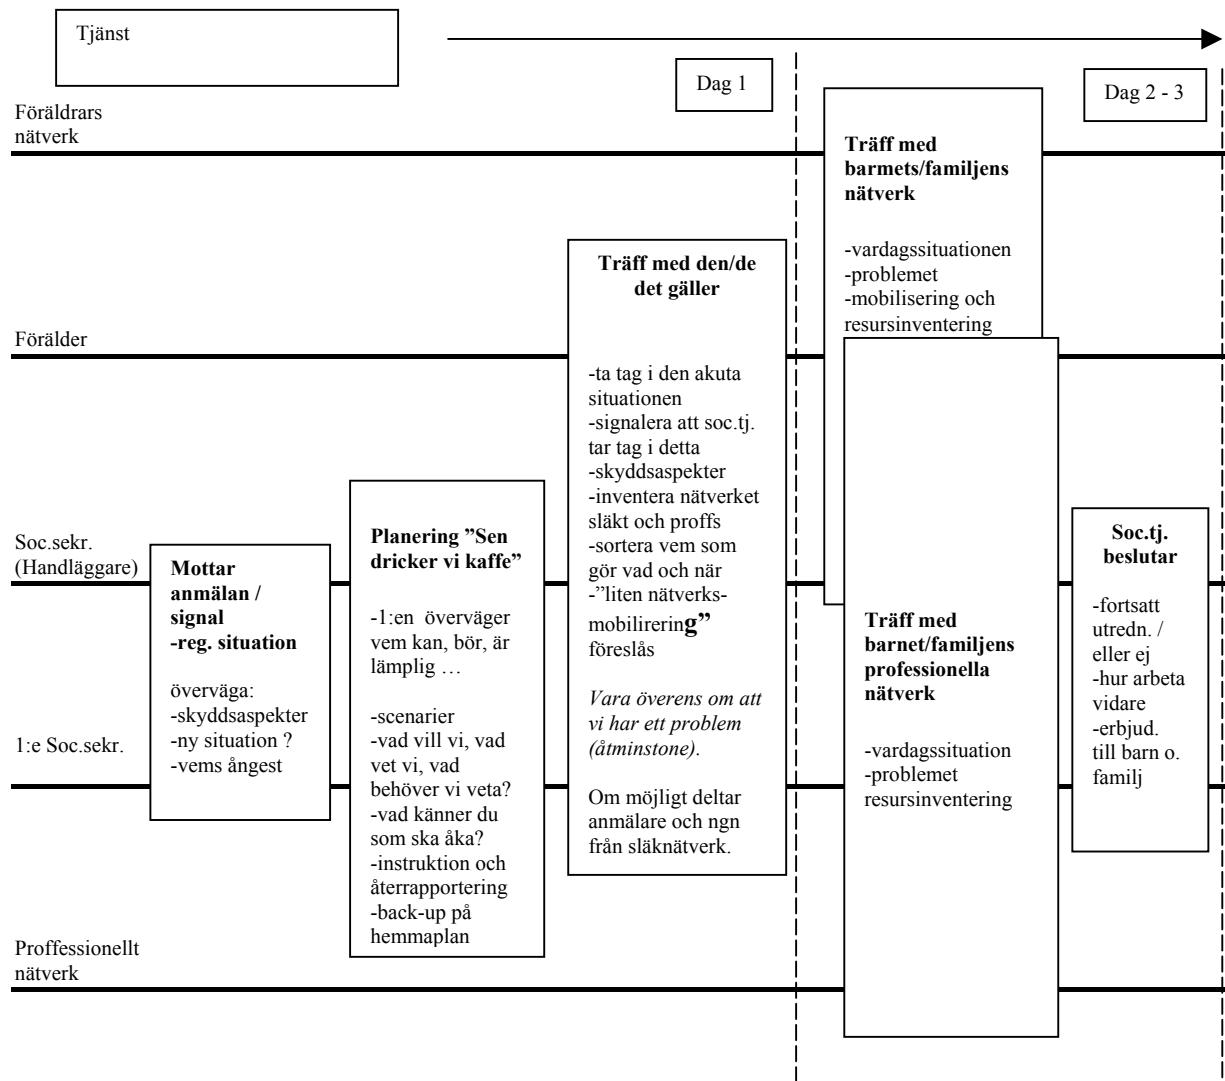 Tjänst
Dag 1
Dag 2 - 3
Föräldrars
nätverk
Förälder
Soc.sekr.
(Handläggare)
1:e Soc.sekr.
Proffessionellt
nätverk
Mottar
anmälan /
signal
-reg. situation
överväga:
-skyddsaspekter
-ny situation ?
-vems ångest
Planering ”Sen
dricker vi kaffe”
-1:en  överväger
vem kan, bör, är
lämplig …
-scenarier
-vad vill vi, vad
vet vi, vad
behöver vi veta?
-vad känner du
som ska åka?
-instruktion och
återrapportering
-back-up på
hemmaplan
Träff med den/de
det gäller
-ta tag i den akuta
situationen
-signalera att soc.tj.
tar tag i detta
-skyddsaspekter
-inventera nätverket
släkt och proffs
-sortera vem som
gör vad och när
-”liten nätverks-
mobilirering”
föreslås
Vara överens om att
vi har ett problem
(åtminstone).
Om möjligt deltar
anmälare och ngn
från släknätverk.
Träff med
barmets/familjens
nätverk
-vardagssituationen
-problemet
-mobilisering och
resursinventering
Träff med
barnet/familjens
professionella
nätverk
-vardagssituation
-problemet
resursinventering
Soc.tj.
beslutar
-fortsatt
utredn. /
eller ej
-hur arbeta
vidare
-erbjud.
till barn o.
familj